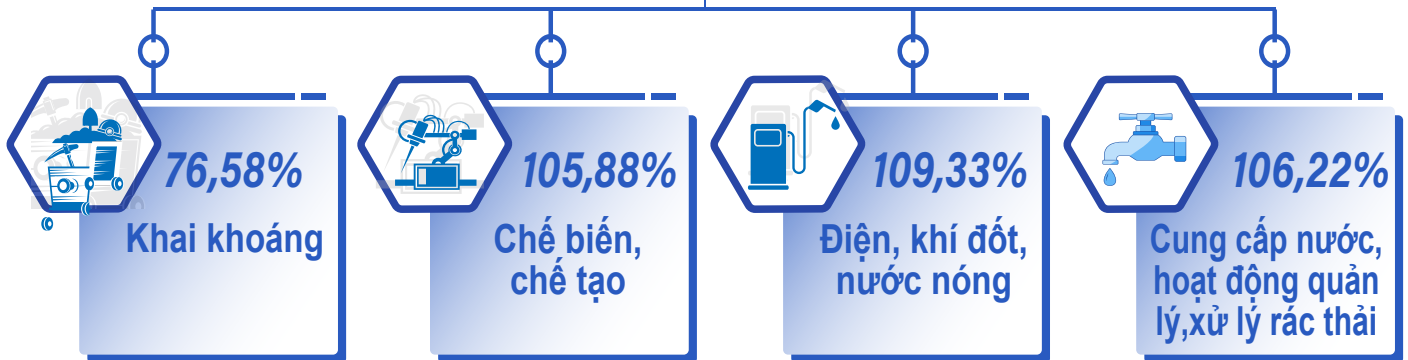 76,58%
Khai khoáng
105,88%
Chế biến,
chế tạo
109,33%
Điện, khí đốt,
nước nóng
106,22%
Cung cấp nước,
hoạt động quản
lý,xử lý rác thải